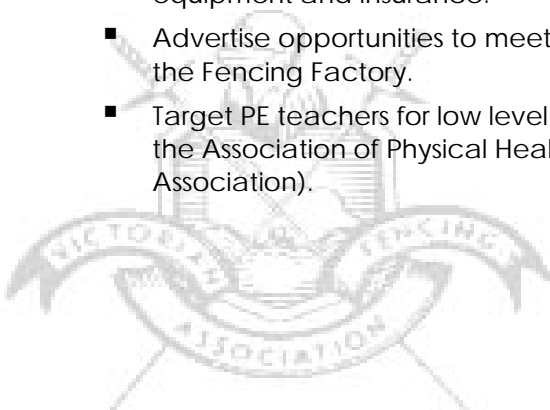 equipment and insurance.
▪ Advertise opportunities to meet
the Fencing Factory.
▪ Target PE teachers for low level
the Association of Physical Heal
Association).
VICTORIAN FENCING
ASSOCIATION